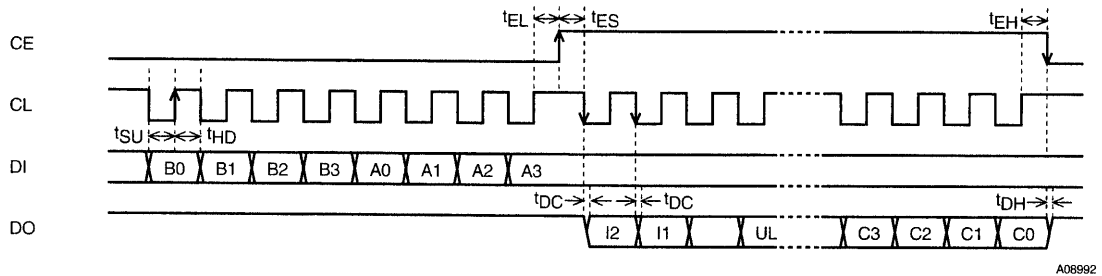 tEL tES tEH
CE
CL
tSU tHD
DI B0 B1 B2 B3 A0 A1 A2 A3
tDC tDC tDH
DO I2 I1 UL C3 C2 C1 C0
A08992